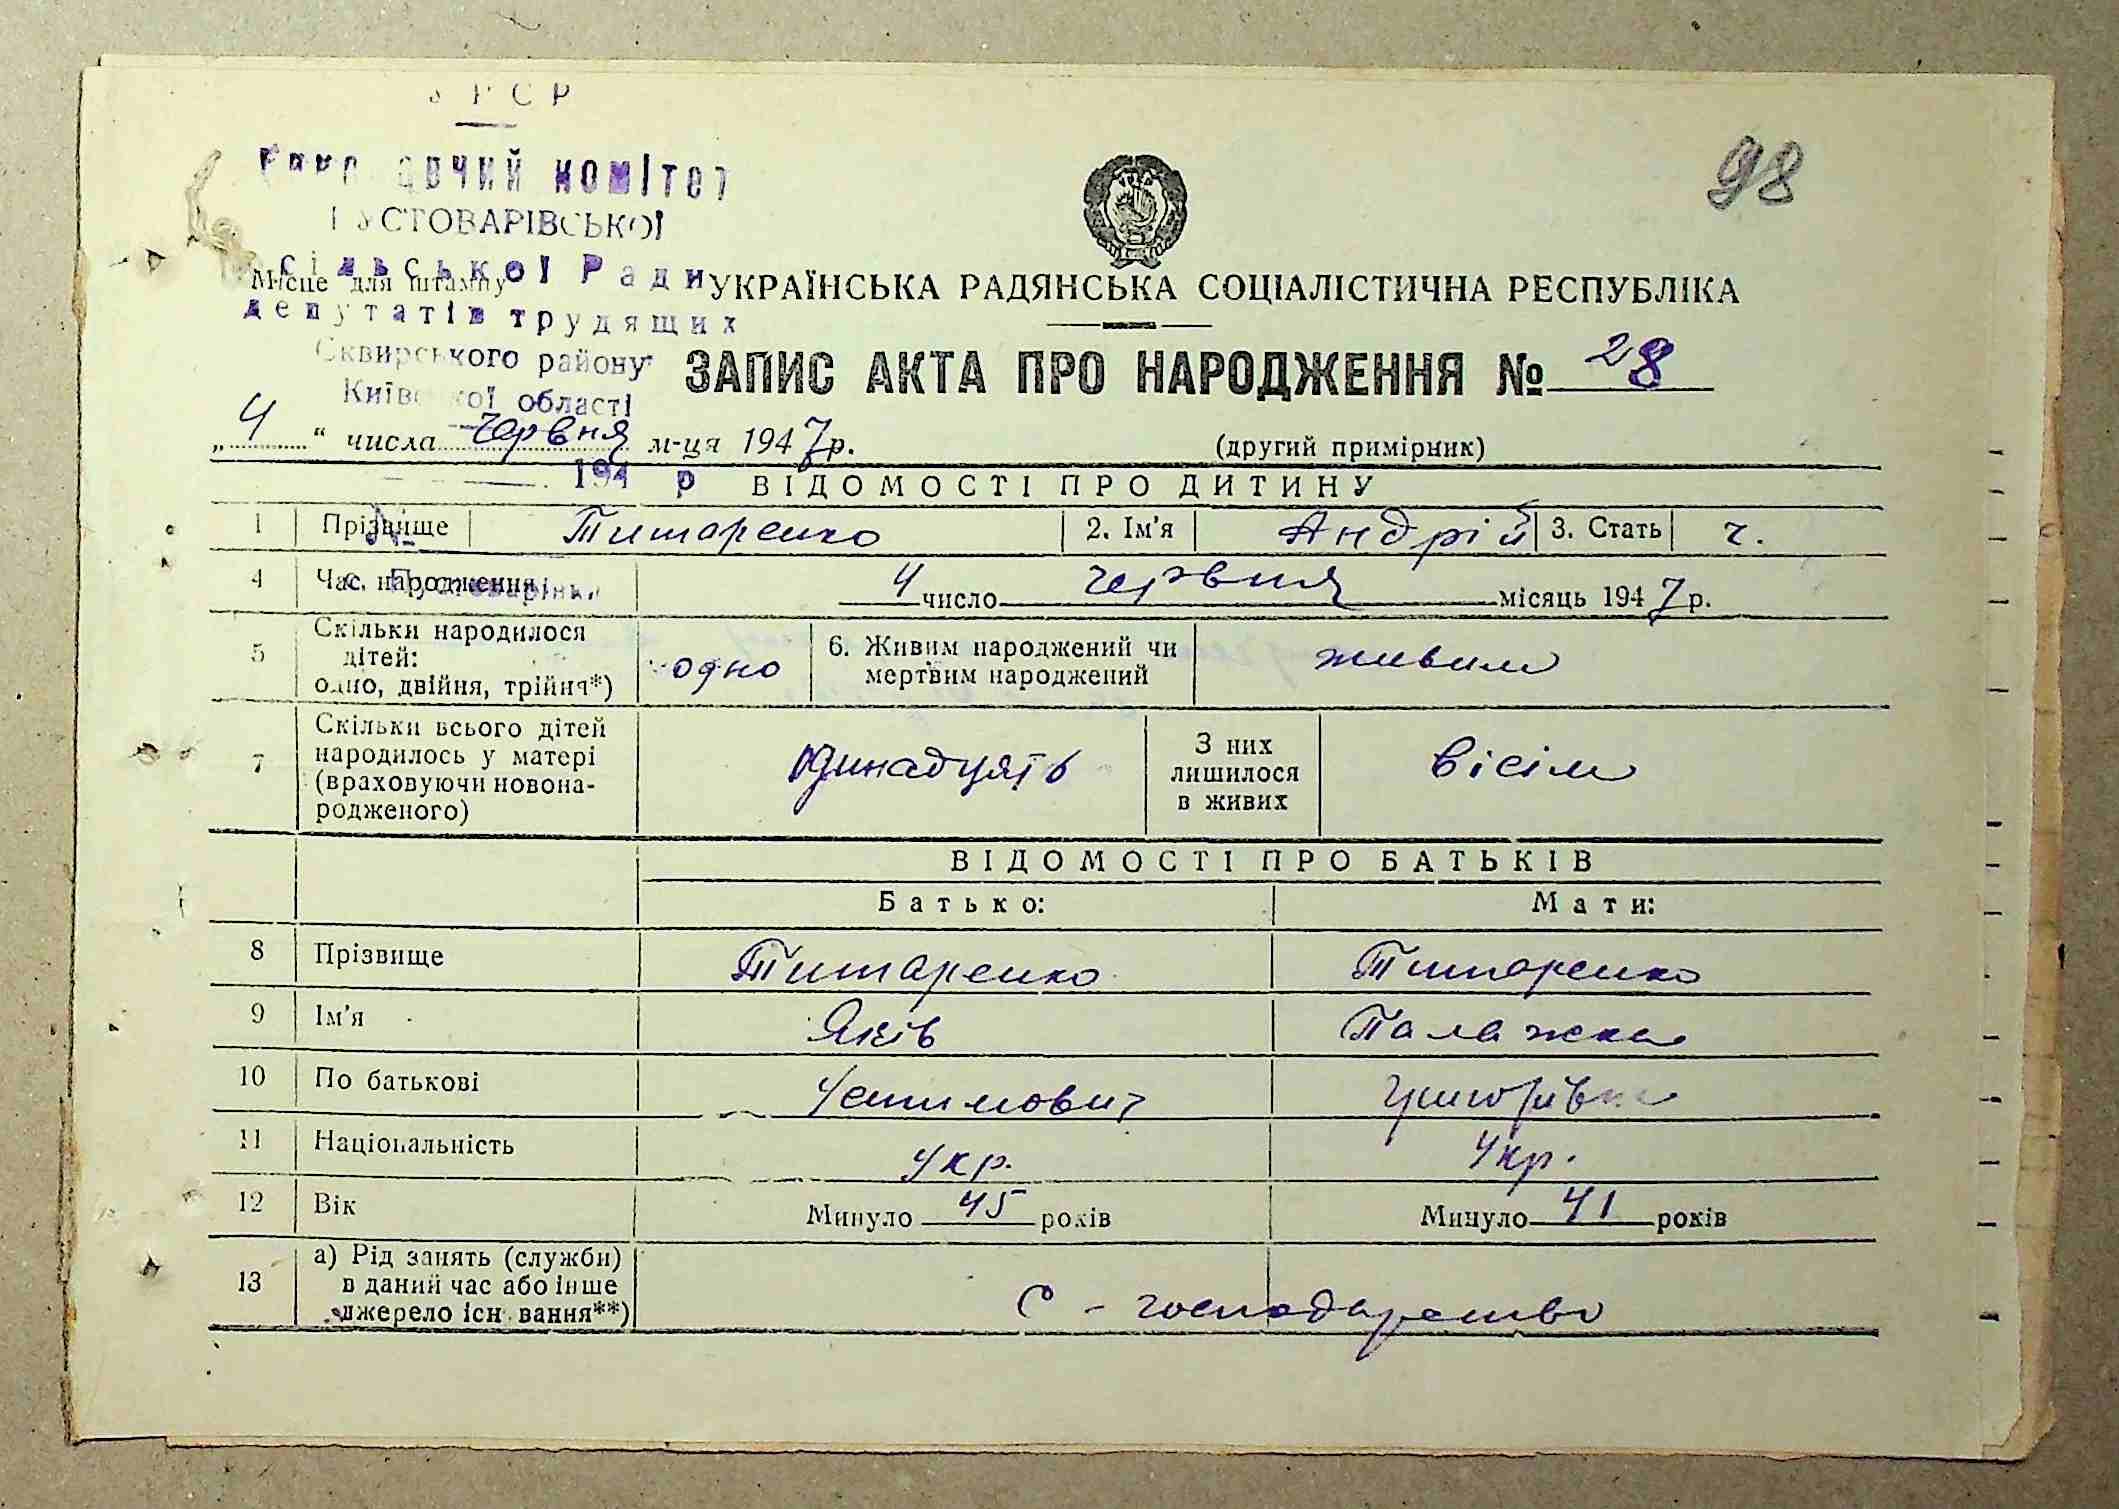 УРСР
98
Виконавчий комітет
ПУСТОВАРІВСЬКОЇ
сільської Ради
Місце для штампу
УКРАЇНСЬКА РАДЯНСЬКА СОЦІАЛІСТИЧНА РЕСПУБЛІКА
депутатів трудящих
Сквирського району
Київської області
ЗАПИС АКТА ПРО НАРОДЖЕННЯ № 28
„4“ числа червня м-ця 1947 р.
(другий примірник)
194 р
ВІДОМОСТІ ПРО ДИТИНУ
1 Прізвище Титаренко 2. Ім'я Андрій 3. Стать ч.
№
4 Час народження 4 число червня місяць 1947 р.
с. Пустоварівка
5 Скільки народилося дітей: одно, двійня, трійня*) одно 6. Живим народжений чи мертвим народжений живим
7 Скільки всього дітей народилось у матері (враховуючи новонародженого) одинадцять З них лишилося в живих вісім
ВІДОМОСТІ ПРО БАТЬКІВ
Батько: Мати:
8 Прізвище Титаренко Титаренко
9 Ім'я Яків Палажка
10 По батькові Устимович Григорівна
11 Національність Укр. Укр.
12 Вік Минуло 45 років Минуло 41 років
13 а) Рід занять (служби) в даний час або інше джерело існування**) С-господарство